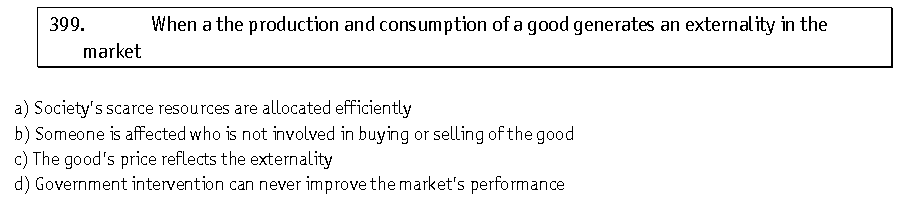 399. When a the production and consumption of a good generates an externality in the
market
a) Society's scarce resources are allocated efficiently
b) Someone is affected who is not involved in buying or selling of the good
c) The good's price reflects the externality
d) Government intervention can never improve the market's performance